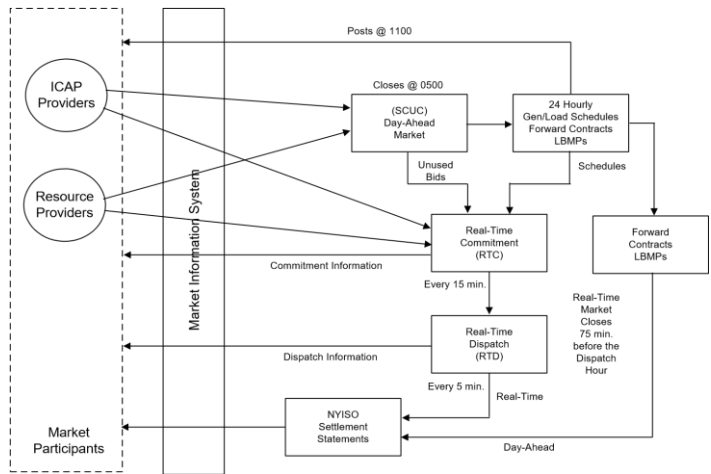 Posts @ 1100
ICAP
Providers
Closes @ 0500
(SCUC)
Day-Ahead
Market
24 Hourly
Gen/Load Schedules
Forward Contracts
LBMPs
Unused
Bids
Schedules
Resource
Providers
Market Information System
Real-Time
Commitment
(RTC)
Forward
Contracts
LBMPs
Commitment Information
Every 15 min.
Real-Time
Market
Closes
75 min.
before the
Dispatch
Hour
Real-Time
Dispatch
(RTD)
Dispatch Information
Every 5 min.
Real-Time
NYISO
Settlement
Statements
Market
Participants
Day-Ahead